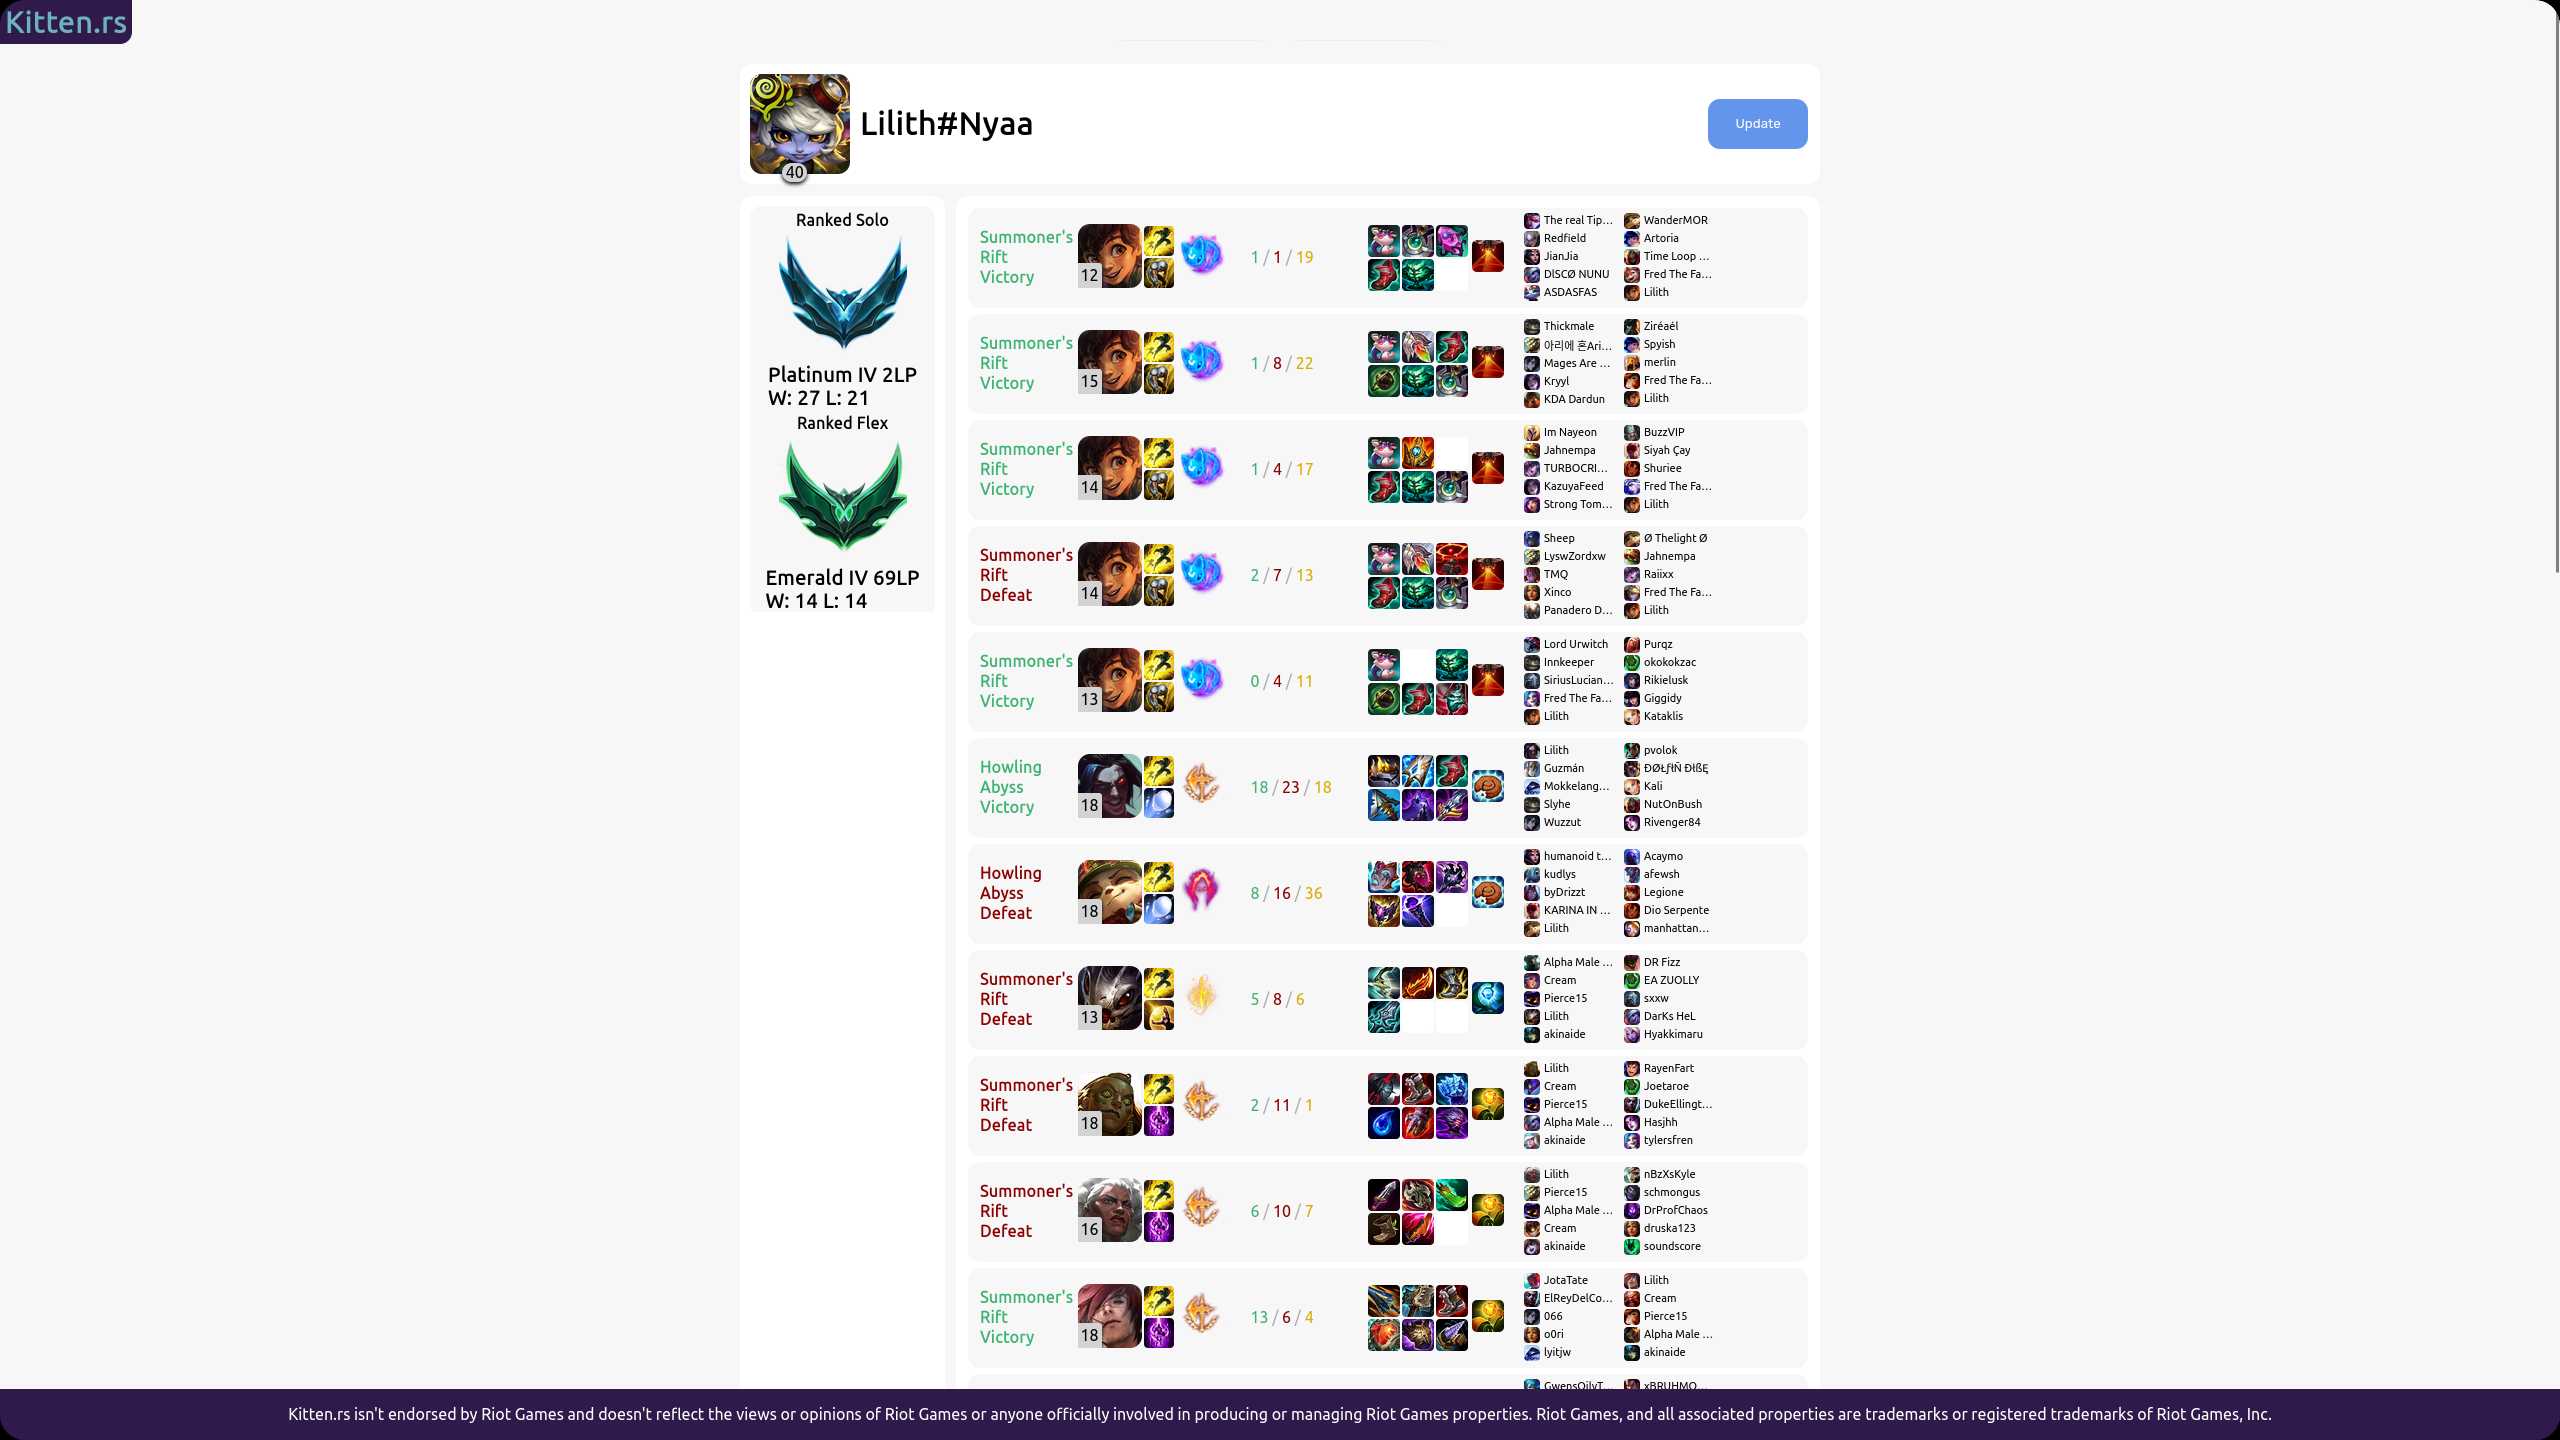 Kitten.rs
Lilith#Nyaa
Update
40
Ranked Solo
Platinum IV 2LP
W: 27 L: 21
Ranked Flex
Emerald IV 69LP
W: 14 L: 14
Summoner's
Rift
Victory
12
1 / 1 / 19
The real Tip... WanderMOR
Redfield Artoria
JianJia Time Loop ...
DISCØ NUNU Fred The Fa...
ASDASFAS Lilith
Summoner's
Rift
Victory
15
1 / 8 / 22
Thickmale Ziréaél
아리에 혼Ari... Spyish
Mages Are ... merlin
Kryyl Fred The Fa...
KDA Dardun Lilith
Summoner's
Rift
Victory
14
1 / 4 / 17
Im Nayeon BuzzVIP
Jahnempa Siyah Çay
TURBOCRI... Shuriee
KazuyaFeed Fred The Fa...
Strong Tom... Lilith
Summoner's
Rift
Defeat
14
2 / 7 / 13
Sheep Ø Thelight Ø
LyswZordxw Jahnempa
TMQ Raiixx
Xinco Fred The Fa...
Panadero D... Lilith
Summoner's
Rift
Victory
13
0 / 4 / 11
Lord Urwitch Purqz
Innkeeper okokokzac
SiriusLucian... Rikielusk
Fred The Fa... Giggidy
Lilith Kataklis
Howling
Abyss
Victory
18
18 / 23 / 18
Lilith pvolok
Guzmán
Mokkelang... Kali
Slyhe NutOnBush
Wuzzut Rivenger84
Howling
Abyss
Defeat
18
8 / 16 / 36
humanoid t... Acaymo
kudlys afewsh
byDrizzt Legione
KARINA IN ... Dio Serpente
Lilith manhattan...
Summoner's
Rift
Defeat
13
5 / 8 / 6
Alpha Male ... DR Fizz
Cream EA ZUOLLY
Pierce15 sxxw
Lilith DarKs HeL
akinaide Hyakkimaru
Summoner's
Rift
Defeat
18
2 / 11 / 1
Lilith RayenFart
Cream Joetaroe
Pierce15 DukeEllingt...
Alpha Male ... Hasjhh
akinaide tylersfren
Summoner's
Rift
Defeat
16
6 / 10 / 7
Lilith nBzXsKyle
Pierce15 schmongus
Alpha Male ... DrProfChaos
Cream druska123
akinaide soundscore
Summoner's
Rift
Victory
18
13 / 6 / 4
JotaTate Lilith
ElReyDelCo... Cream
066 Pierce15
o0ri Alpha Male ...
lyitjw akinaide
Kitten.rs isn't endorsed by Riot Games and doesn't reflect the views or opinions of Riot Games or anyone officially involved in producing or managing Riot Games properties. Riot Games, and all associated properties are trademarks or registered trademarks of Riot Games, Inc.